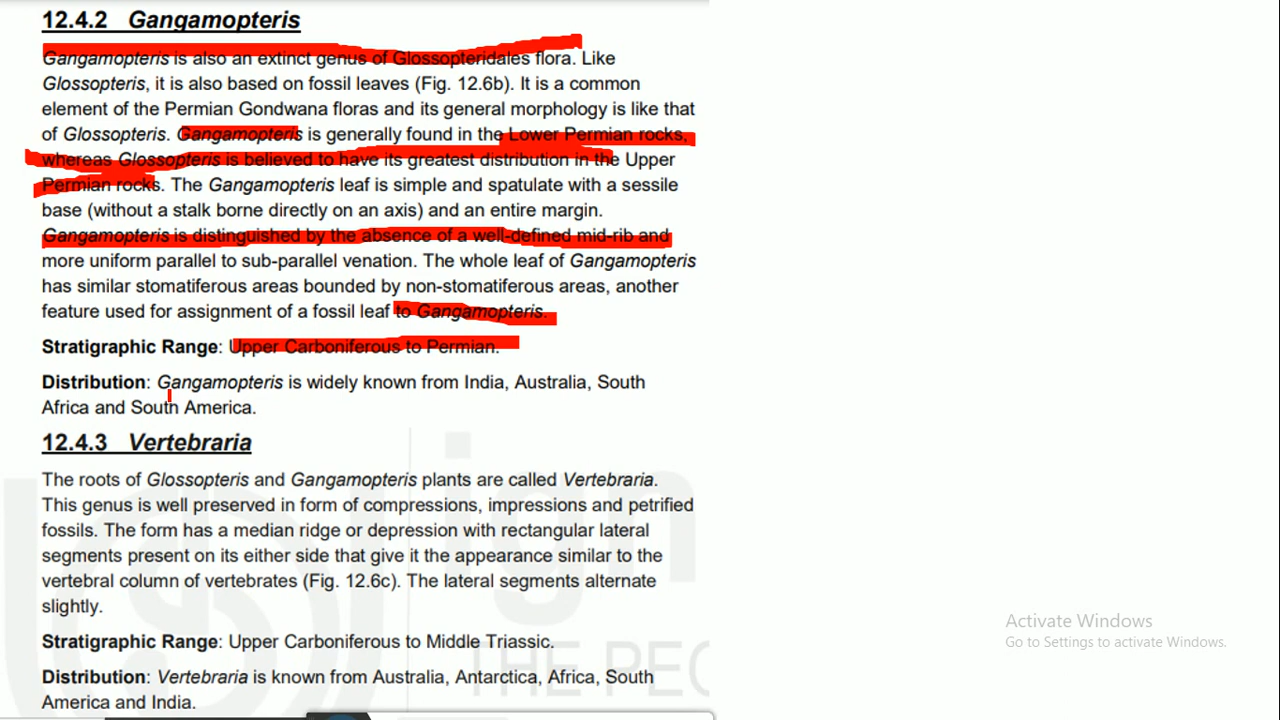 12.4.2 Gangamopteris
Gangamopteris is also an extinct genus of Glossopteridales flora. Like
Glossopteris, it is also based on fossil leaves (Fig. 12.6b). It is a common
element of the Permian Gondwana floras and its general morphology is like that
of Glossopteris. Gangamopteris is generally found in the Lower Permian rocks,
whereas Glossopteris is believed to have its greatest distribution in the Upper
Permian rocks. The Gangamopteris leaf is simple and spatulate with a sessile
base (without a stalk borne directly on an axis) and an entire margin.
Gangamopteris is distinguished by the absence of a well-defined mid-rib and
more uniform parallel to sub-parallel venation. The whole leaf of Gangamopteris
has similar stomatiferous areas bounded by non-stomatiferous areas, another
feature used for assignment of a fossil leaf to Gangamopteris.
Stratigraphic Range: Upper Carboniferous to Permian.
Distribution: Gangamopteris is widely known from India, Australia, South
Africa and South America.
12.4.3 Vertebraria
The roots of Glossopteris and Gangamopteris plants are called Vertebraria.
This genus is well preserved in form of compressions, impressions and petrified
fossils. The form has a median ridge or depression with rectangular lateral
segments present on its either side that give it the appearance similar to the
vertebral column of vertebrates (Fig. 12.6c). The lateral segments alternate
slightly.
Stratigraphic Range: Upper Carboniferous to Middle Triassic.
Distribution: Vertebraria is known from Australia, Antarctica, Africa, South
America and India.
THE PEO
Activate Windows
Go to Settings to activate Windows.